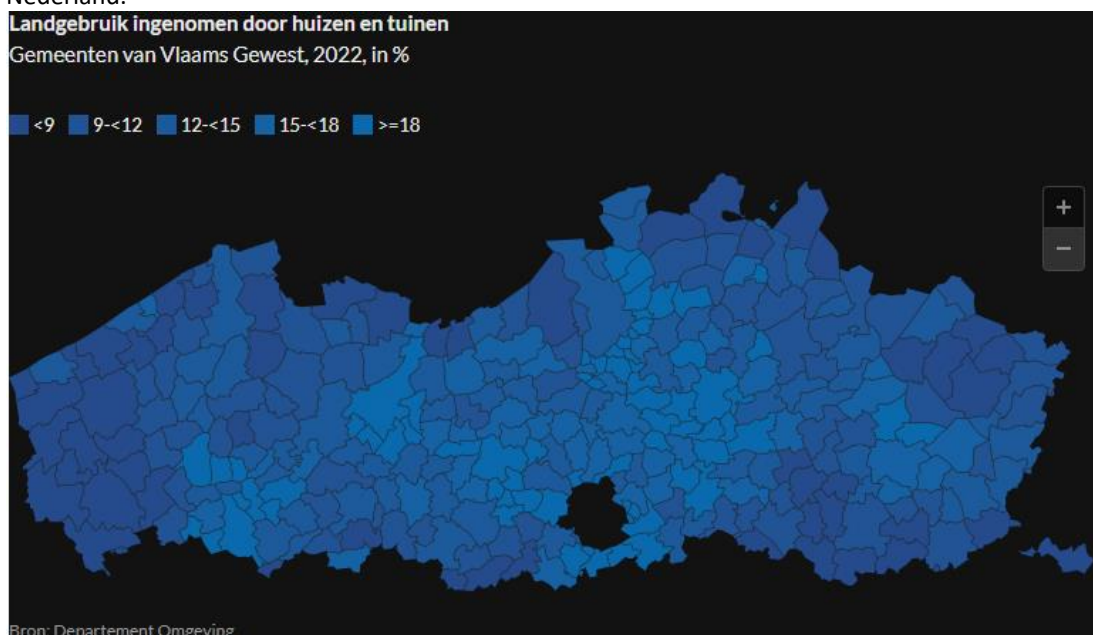 Nederland.
Landgebruik ingenomen door huizen en tuinen
Gemeenten van Vlaams Gewest, 2022, in %
<9 9-<12 12-<15 15-<18 >=18
+
−
Bron: Departement Omgeving